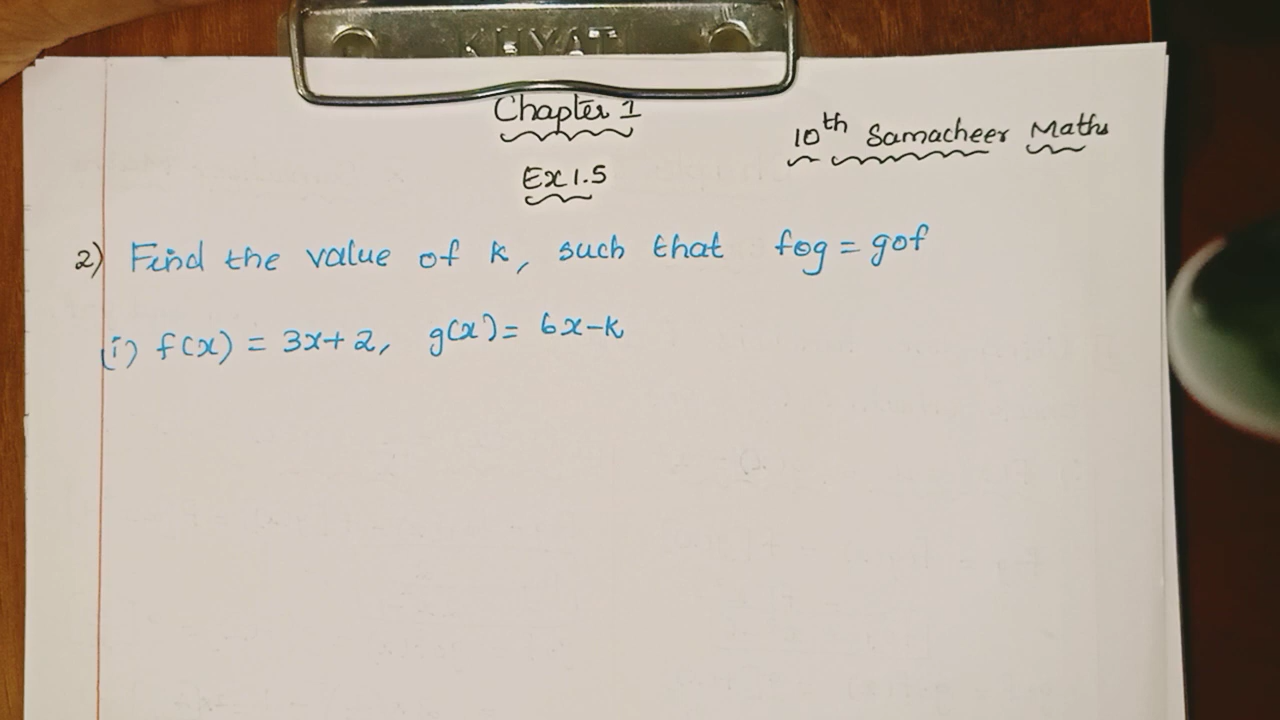 KHYATI
Chapter 1
10th Samacheer Maths
Ex 1.5
2) Find the value of k, such that fog = gof
(i) f(x) = 3x+2, g(x) = 6x-k